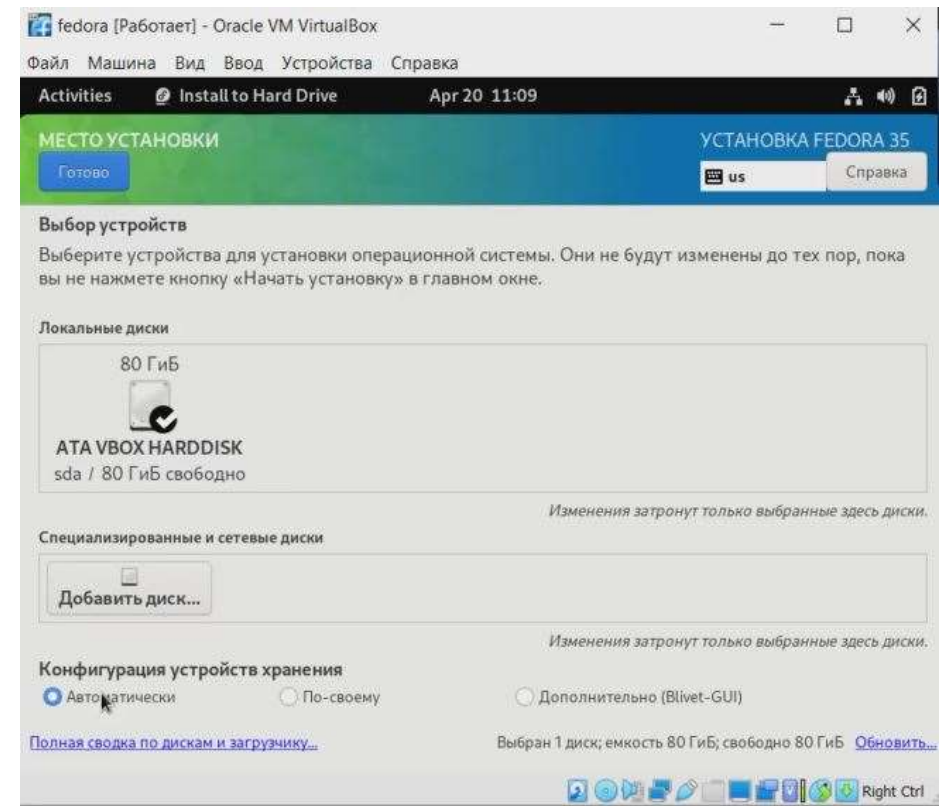 fedora [Работает] - Oracle VM VirtualBox
Файл Машина Вид Ввод Устройства Справка
Activities Install to Hard Drive Apr 20 11:09
МЕСТО УСТАНОВКИ УСТАНОВКА FEDORA 35
Готово us Справка
Выбор устройств
Выберите устройства для установки операционной системы. Они не будут изменены до тех пор, пока
вы не нажмете кнопку «Начать установку» в главном окне.
Локальные диски
80 ГиБ
ATA VBOX HARDDISK
sda / 80 ГиБ свободно
Изменения затронут только выбранные здесь диски.
Специализированные и сетевые диски
Добавить диск...
Изменения затронут только выбранные здесь диски.
Конфигурация устройств хранения
Автоматически По-своему Дополнительно (Blivet-GUI)
Полная сводка по дискам и загрузчику... Выбран 1 диск; емкость 80 ГиБ; свободно 80 ГиБ Обновить...
Right Ctrl